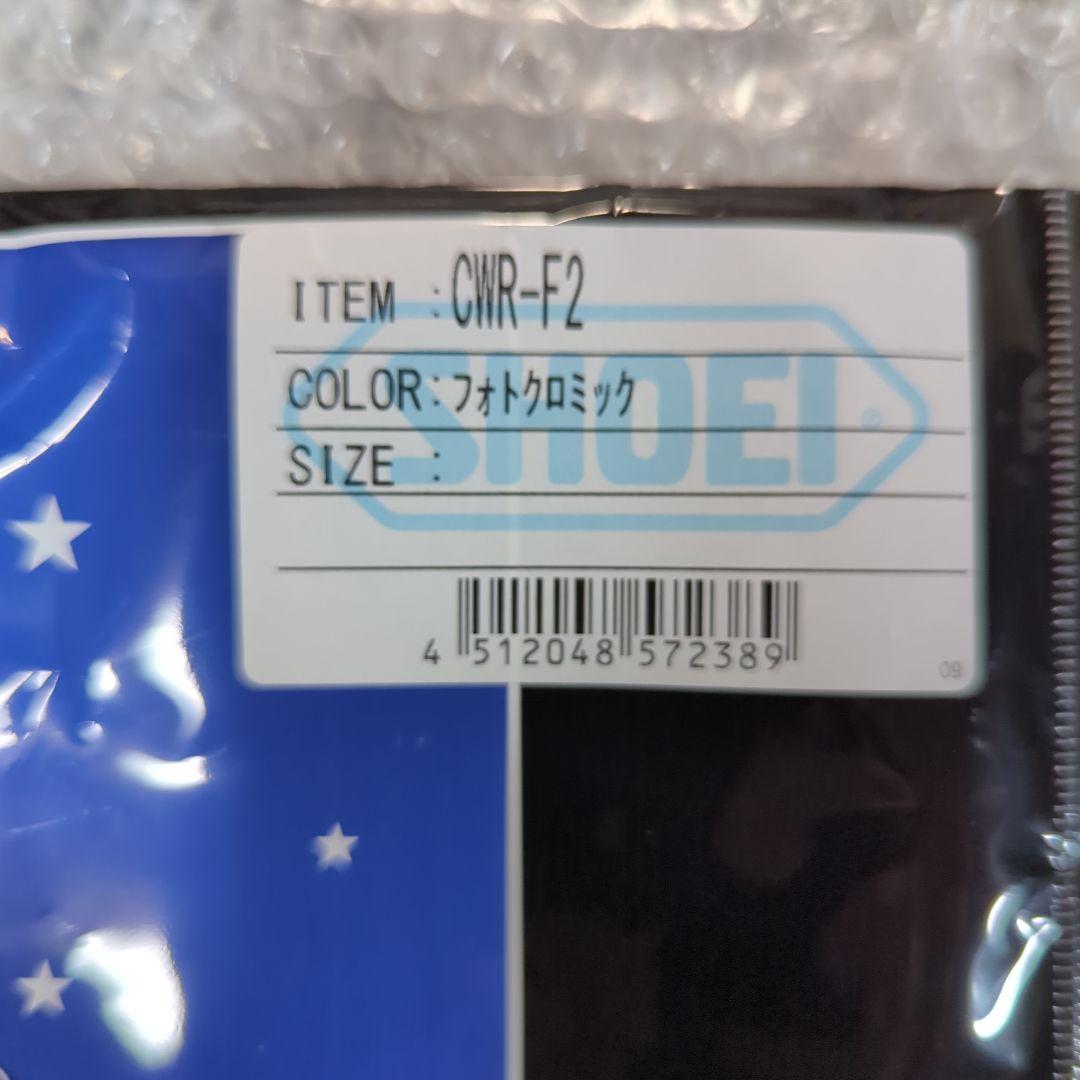 ITEM :CWR-F2
COLOR:フォトクロミック
SHOEI®
SIZE :
4 512048 572389
09